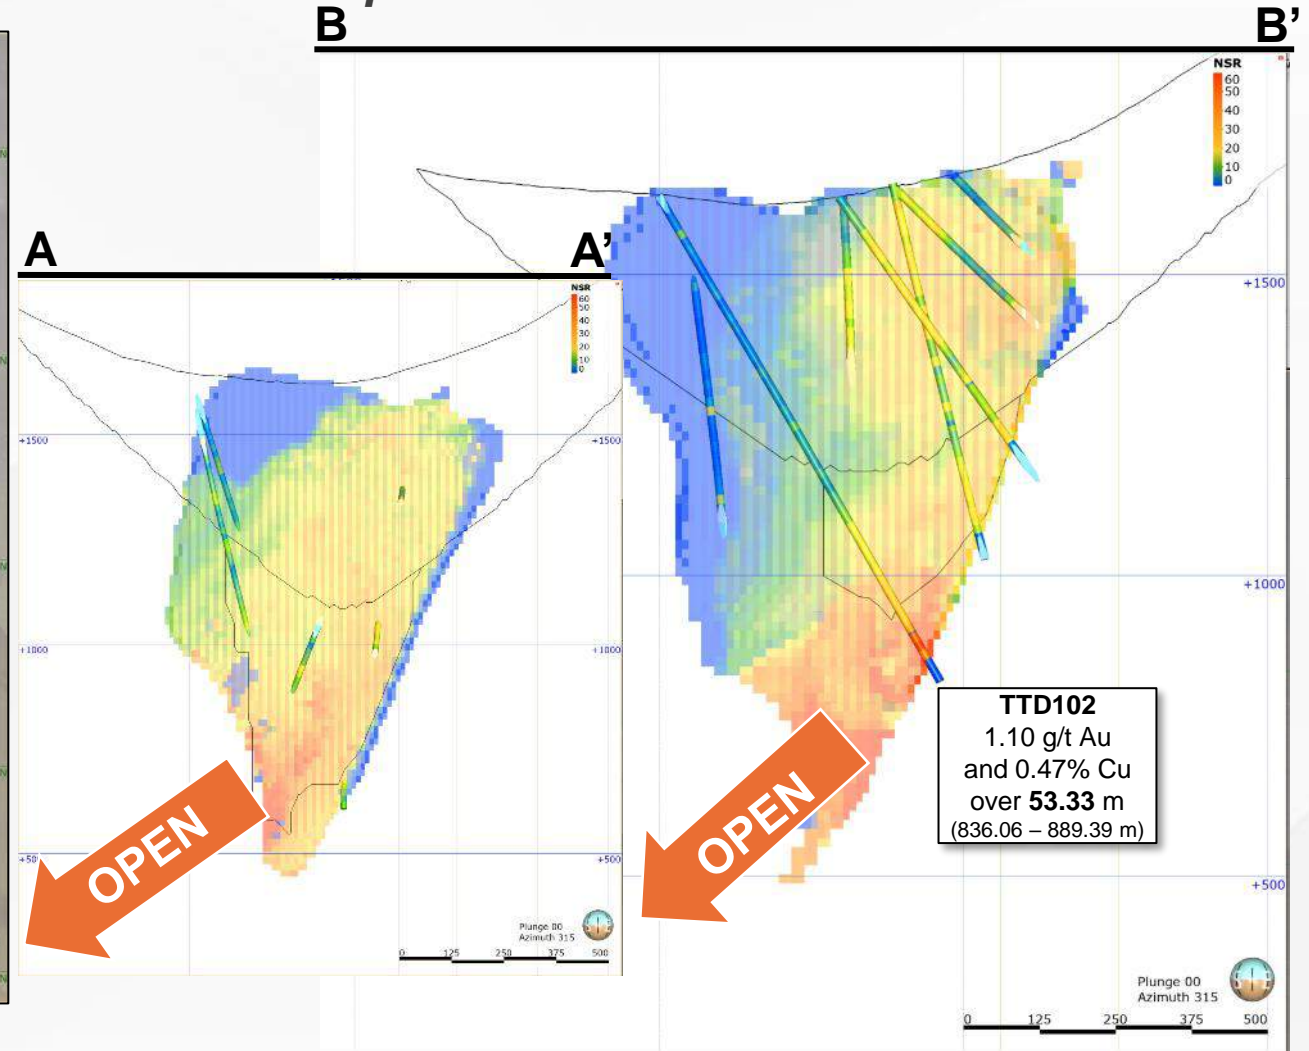 B
B’
NSR
60
50
40
30
20
10
0
A
A’
NSR
60
50
40
30
20
10
0
+1500
+1500
+1500
+1000
+1000
+1000
TTD102
1.10 g/t Au
and 0.47% Cu
over 53.33 m
(836.06 – 889.39 m)
OPEN
OPEN
+500
+500
Plunge 00
Azimuth 315
0 125 250 375 500
Plunge 00
Azimuth 315
0 125 250 375 500